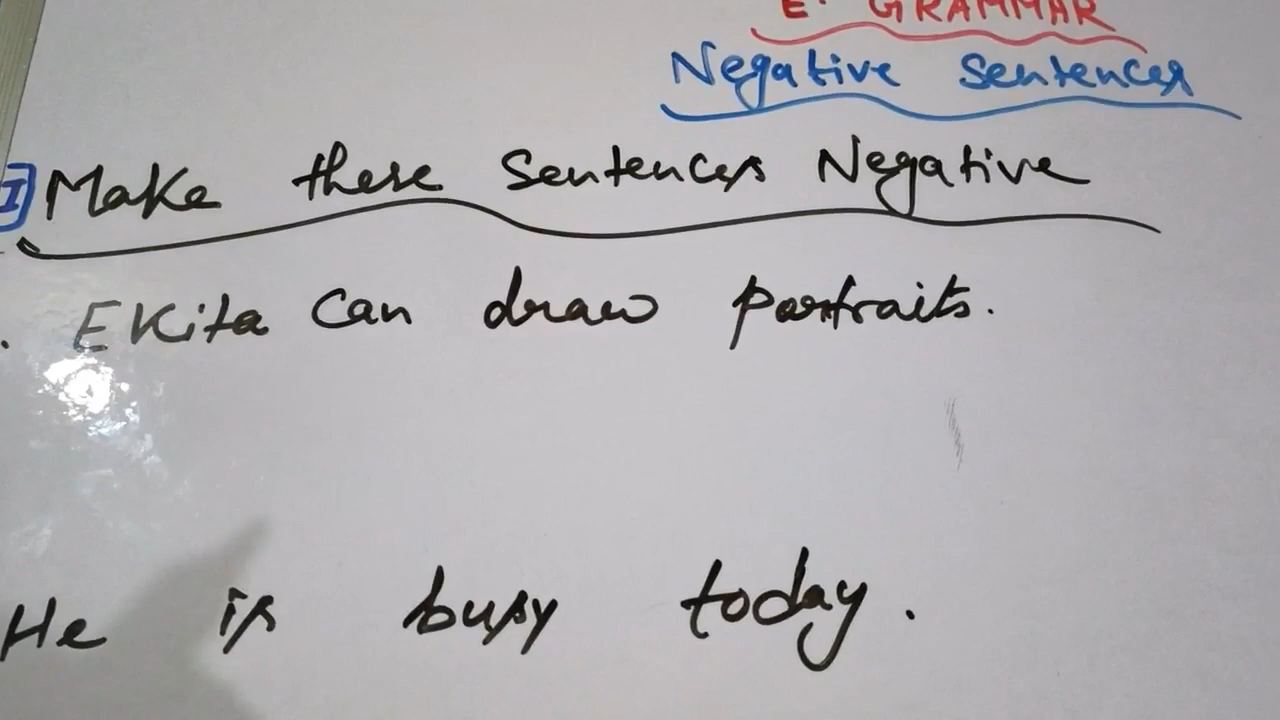 E. GRAMMAR
Negative Sentences
I] Make these Sentences Negative
. Ekita can draw portraits.
He is busy today.